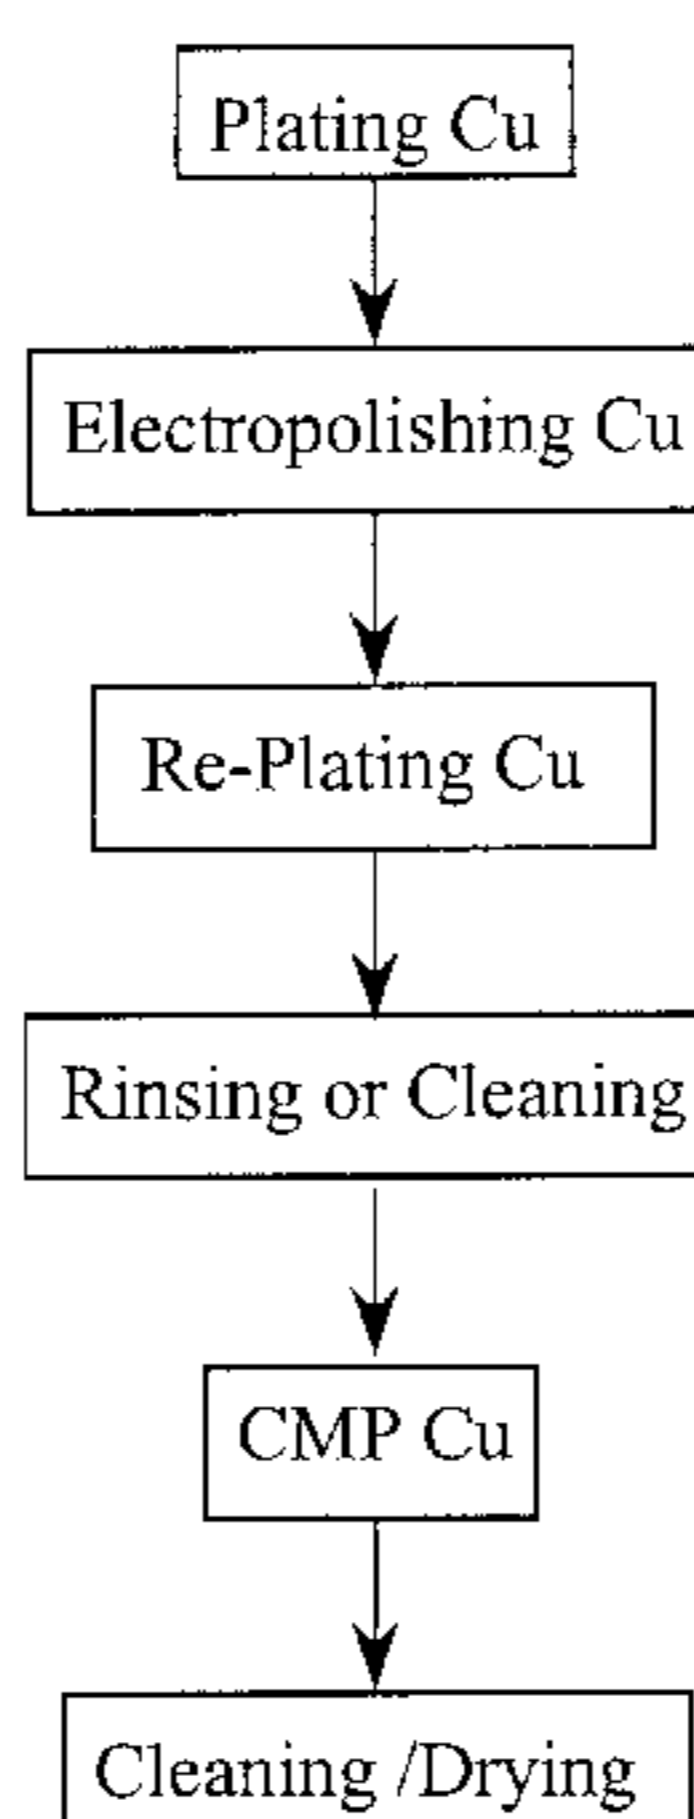 Plating Cu
Electropolishing Cu
Re-Plating Cu
Rinsing or Cleaning
CMP Cu
Cleaning /Drying